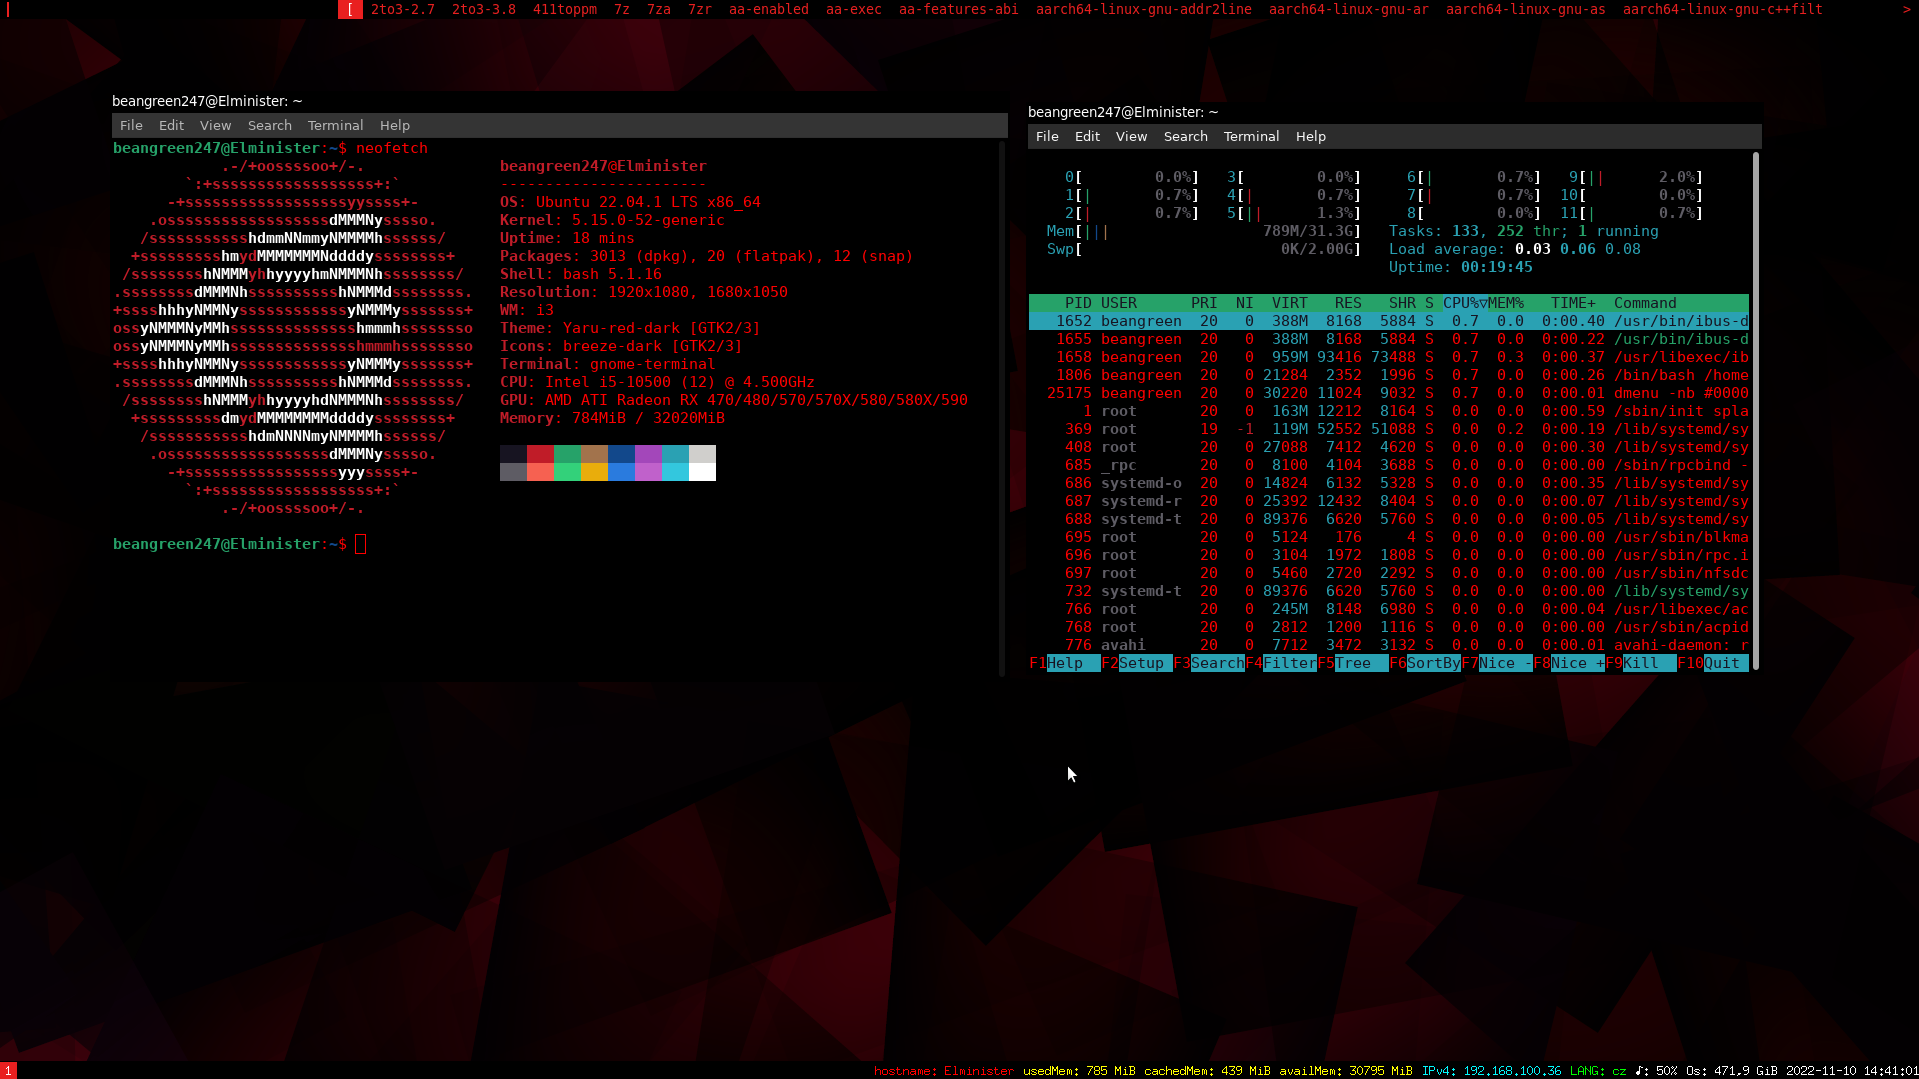 [ 2to3-2.7 2to3-3.8 411toppm 7z 7za 7zr aa-enabled aa-exec aa-features-abi aarch64-linux-gnu-addr2line aarch64-linux-gnu-ar aarch64-linux-gnu-as aarch64-linux-gnu-c++filt >
beangreen247@Elminister: ~
File Edit View Search Terminal Help
beangreen247@Elminister:~$ neofetch
.-/+oossssoo+/-.
`:+ssssssssssssssssss+:`
-+ssssssssssssssssssyyssss+-
.ossssssssssssssssssdMMMNysssso.
/ssssssssssshdmmNNmmyNMMMMhssssss/
+ssssssssshmydMMMMMMMNddddyssssssss+
/sssssssshNMMMyhhyyyyhmNMMMNhssssssss/
.ssssssssdMMMNhsssssssssshNMMMdssssssss.
+sssshhhyNMMNyssssssssssssyNMMMysssssss+
ossyNMMMNyMMhsssssssssssssshmmmhssssssso
ossyNMMMNyMMhsssssssssssssshmmmhssssssso
+sssshhhyNMMNyssssssssssssyNMMMysssssss+
.ssssssssdMMMNhsssssssssshNMMMdssssssss.
/sssssssshNMMMyhhyyyyhdNMMMNhssssssss/
+sssssssssdmydMMMMMMMMddddyssssssss+
/ssssssssssshdmNNNNmyNMMMMhssssss/
.ossssssssssssssssssdMMMNysssso.
-+sssssssssssssssssyyyssss+-
`:+ssssssssssssssssss+:`
.-/+oossssoo+/-.
beangreen247@Elminister
-----------------------
OS: Ubuntu 22.04.1 LTS x86_64
Kernel: 5.15.0-52-generic
Uptime: 18 mins
Packages: 3013 (dpkg), 20 (flatpak), 12 (snap)
Shell: bash 5.1.16
Resolution: 1920x1080, 1680x1050
WM: i3
Theme: Yaru-red-dark [GTK2/3]
Icons: breeze-dark [GTK2/3]
Terminal: gnome-terminal
CPU: Intel i5-10500 (12) @ 4.500GHz
GPU: AMD ATI Radeon RX 470/480/570/570X/580/580X/590
Memory: 784MiB / 32020MiB
beangreen247@Elminister:~$
beangreen247@Elminister: ~
File Edit View Search Terminal Help
0[ 0.0%] 3[ 0.0%] 6[| 0.7%] 9[|| 2.0%]
1[| 0.7%] 4[| 0.7%] 7[| 0.7%] 10[ 0.0%]
2[| 0.7%] 5[|| 1.3%] 8[ 0.0%] 11[| 0.7%]
Mem[||| 789M/31.3G] Tasks: 133, 252 thr; 1 running
Swp[ 0K/2.00G] Load average: 0.03 0.06 0.08
Uptime: 00:19:45
PID USER PRI NI VIRT RES SHR S CPU%▽MEM% TIME+ Command
1652 beangreen 20 0 388M 8168 5884 S 0.7 0.0 0:00.40 /usr/bin/ibus-d
1655 beangreen 20 0 388M 8168 5884 S 0.7 0.0 0:00.22 /usr/bin/ibus-d
1658 beangreen 20 0 959M 93416 73488 S 0.7 0.3 0:00.37 /usr/libexec/ib
1806 beangreen 20 0 21284 2352 1996 S 0.7 0.0 0:00.26 /bin/bash /home
25175 beangreen 20 0 30220 11024 9032 S 0.7 0.0 0:00.01 dmenu -nb #0000
1 root 20 0 163M 12212 8164 S 0.0 0.0 0:00.59 /sbin/init spla
369 root 19 -1 119M 52552 51088 S 0.0 0.2 0:00.19 /lib/systemd/sy
408 root 20 0 27088 7412 4620 S 0.0 0.0 0:00.30 /lib/systemd/sy
685 _rpc 20 0 8100 4104 3688 S 0.0 0.0 0:00.00 /sbin/rpcbind -
686 systemd-o 20 0 14824 6132 5328 S 0.0 0.0 0:00.35 /lib/systemd/sy
687 systemd-r 20 0 25392 12432 8404 S 0.0 0.0 0:00.07 /lib/systemd/sy
688 systemd-t 20 0 89376 6620 5760 S 0.0 0.0 0:00.05 /lib/systemd/sy
695 root 20 0 5124 176 4 S 0.0 0.0 0:00.00 /usr/sbin/blkma
696 root 20 0 3104 1972 1808 S 0.0 0.0 0:00.00 /usr/sbin/rpc.i
697 root 20 0 5460 2720 2292 S 0.0 0.0 0:00.00 /usr/sbin/nfsdc
732 systemd-t 20 0 89376 6620 5760 S 0.0 0.0 0:00.00 /lib/systemd/sy
766 root 20 0 245M 8148 6980 S 0.0 0.0 0:00.04 /usr/libexec/ac
768 root 20 0 2812 1200 1116 S 0.0 0.0 0:00.00 /usr/sbin/acpid
776 avahi 20 0 7712 3472 3132 S 0.0 0.0 0:00.01 avahi-daemon: r
F1Help F2Setup F3SearchF4FilterF5Tree F6SortByF7Nice -F8Nice +F9Kill F10Quit
1 hostname: Elminister usedMem: 785 MiB cachedMem: 439 MiB availMem: 30795 MiB IPv4: 192.168.100.36 LANG: cz ♪: 50% Os: 471.9 GiB 2022-11-10 14:41:01